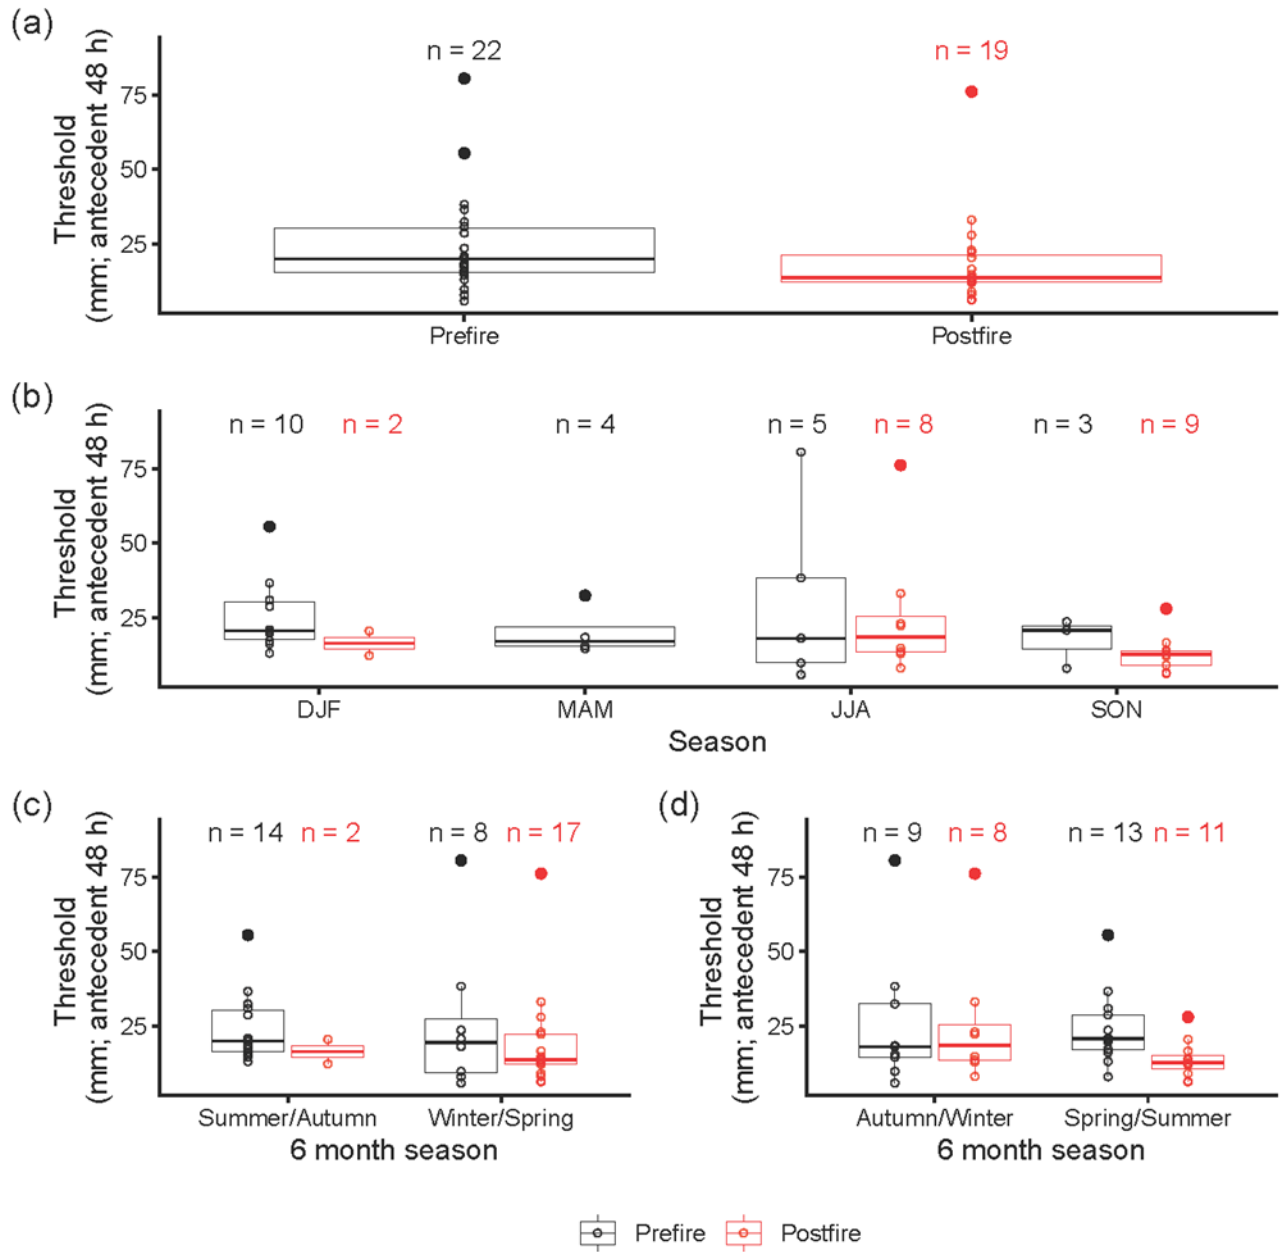 (a)
n = 22
n = 19
Threshold
(mm; antecedent 48 h)
75
50
25
Prefire
Postfire
(b)
n = 10
n = 2
n = 4
n = 5
n = 8
n = 3
n = 9
Threshold
(mm; antecedent 48 h)
75
50
25
DJF
MAM
JJA
SON
Season
(c)
n = 14
n = 2
n = 8
n = 17
Threshold
(mm; antecedent 48 h)
75
50
25
Summer/Autumn
Winter/Spring
6 month season
(d)
n = 9
n = 8
n = 13
n = 11
Threshold
(mm; antecedent 48 h)
75
50
25
Autumn/Winter
Spring/Summer
6 month season
Prefire
Postfire